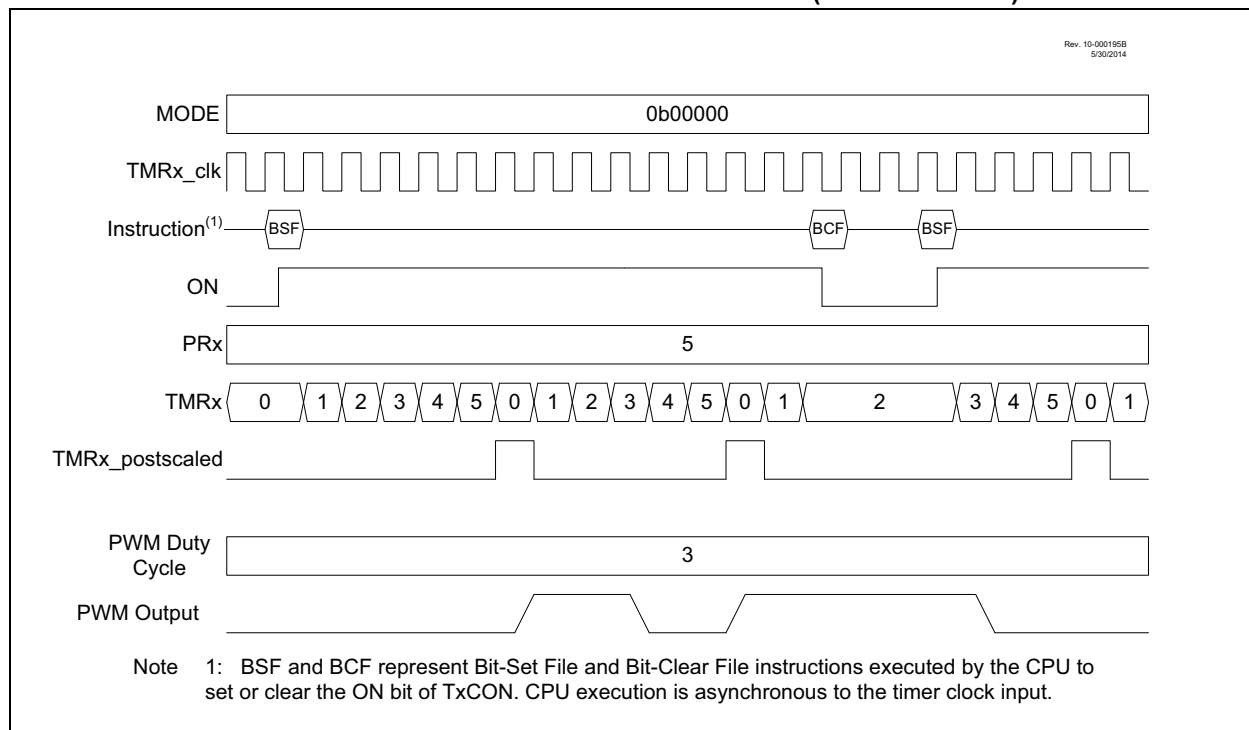 Rev. 10-000195B
5/30/2014
MODE 0b00000
TMRx_clk
Instruction(1) BSF BCF BSF
ON
PRx 5
TMRx 0 1 2 3 4 5 0 1 2 3 4 5 0 1 2 3 4 5 0 1
TMRx_postscaled
PWM Duty
Cycle 3
PWM Output
Note 1: BSF and BCF represent Bit-Set File and Bit-Clear File instructions executed by the CPU to
set or clear the ON bit of TxCON. CPU execution is asynchronous to the timer clock input.